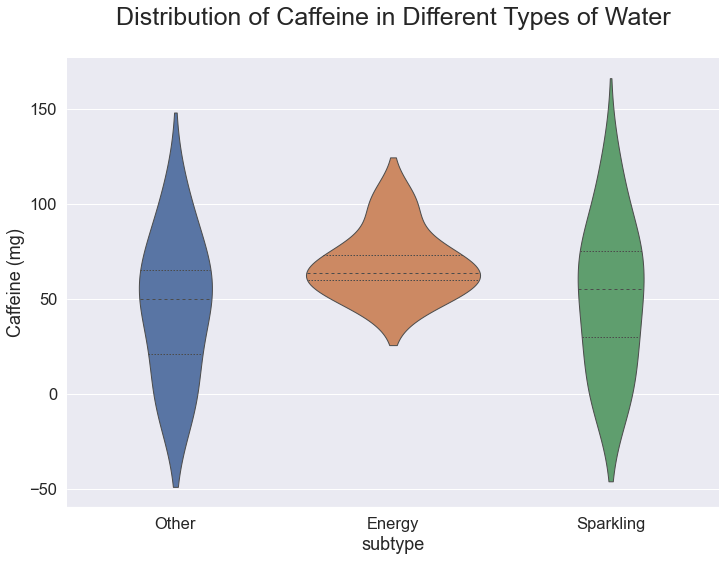 Distribution of Caffeine in Different Types of Water
150
100
50
0
−50
Caffeine (mg)
Other Energy Sparkling
subtype